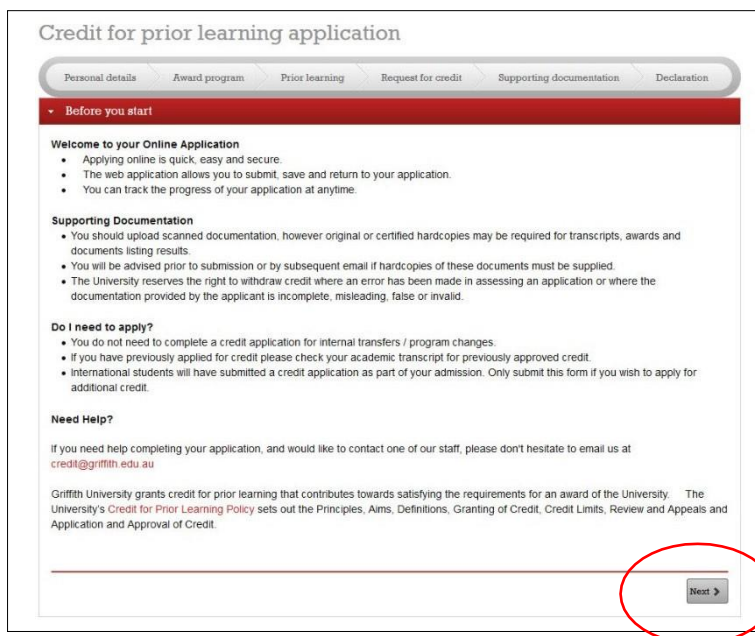 Credit for prior learning application
Personal details Award program Prior learning Request for credit Supporting documentation Declaration
Before you start
Welcome to your Online Application
• Applying online is quick, easy and secure.
• The web application allows you to submit, save and return to your application.
• You can track the progress of your application at anytime.
Supporting Documentation
• You should upload scanned documentation, however original or certified hardcopies may be required for transcripts, awards and
documents listing results.
• You will be advised prior to submission or by subsequent email if hardcopies of these documents must be supplied.
• The University reserves the right to withdraw credit where an error has been made in assessing an application or where the
documentation provided by the applicant is incomplete, misleading, false or invalid.
Do I need to apply?
• You do not need to complete a credit application for internal transfers / program changes.
• If you have previously applied for credit please check your academic transcript for previously approved credit.
• International students will have submitted a credit application as part of your admission. Only submit this form if you wish to apply for
additional credit.
Need Help?
If you need help completing your application, and would like to contact one of our staff, please don't hesitate to email us at
credit@griffith.edu.au
Griffith University grants credit for prior learning that contributes towards satisfying the requirements for an award of the University. The
University's Credit for Prior Learning Policy sets out the Principles, Aims, Definitions, Granting of Credit, Credit Limits, Review and Appeals and
Application and Approval of Credit.
Next